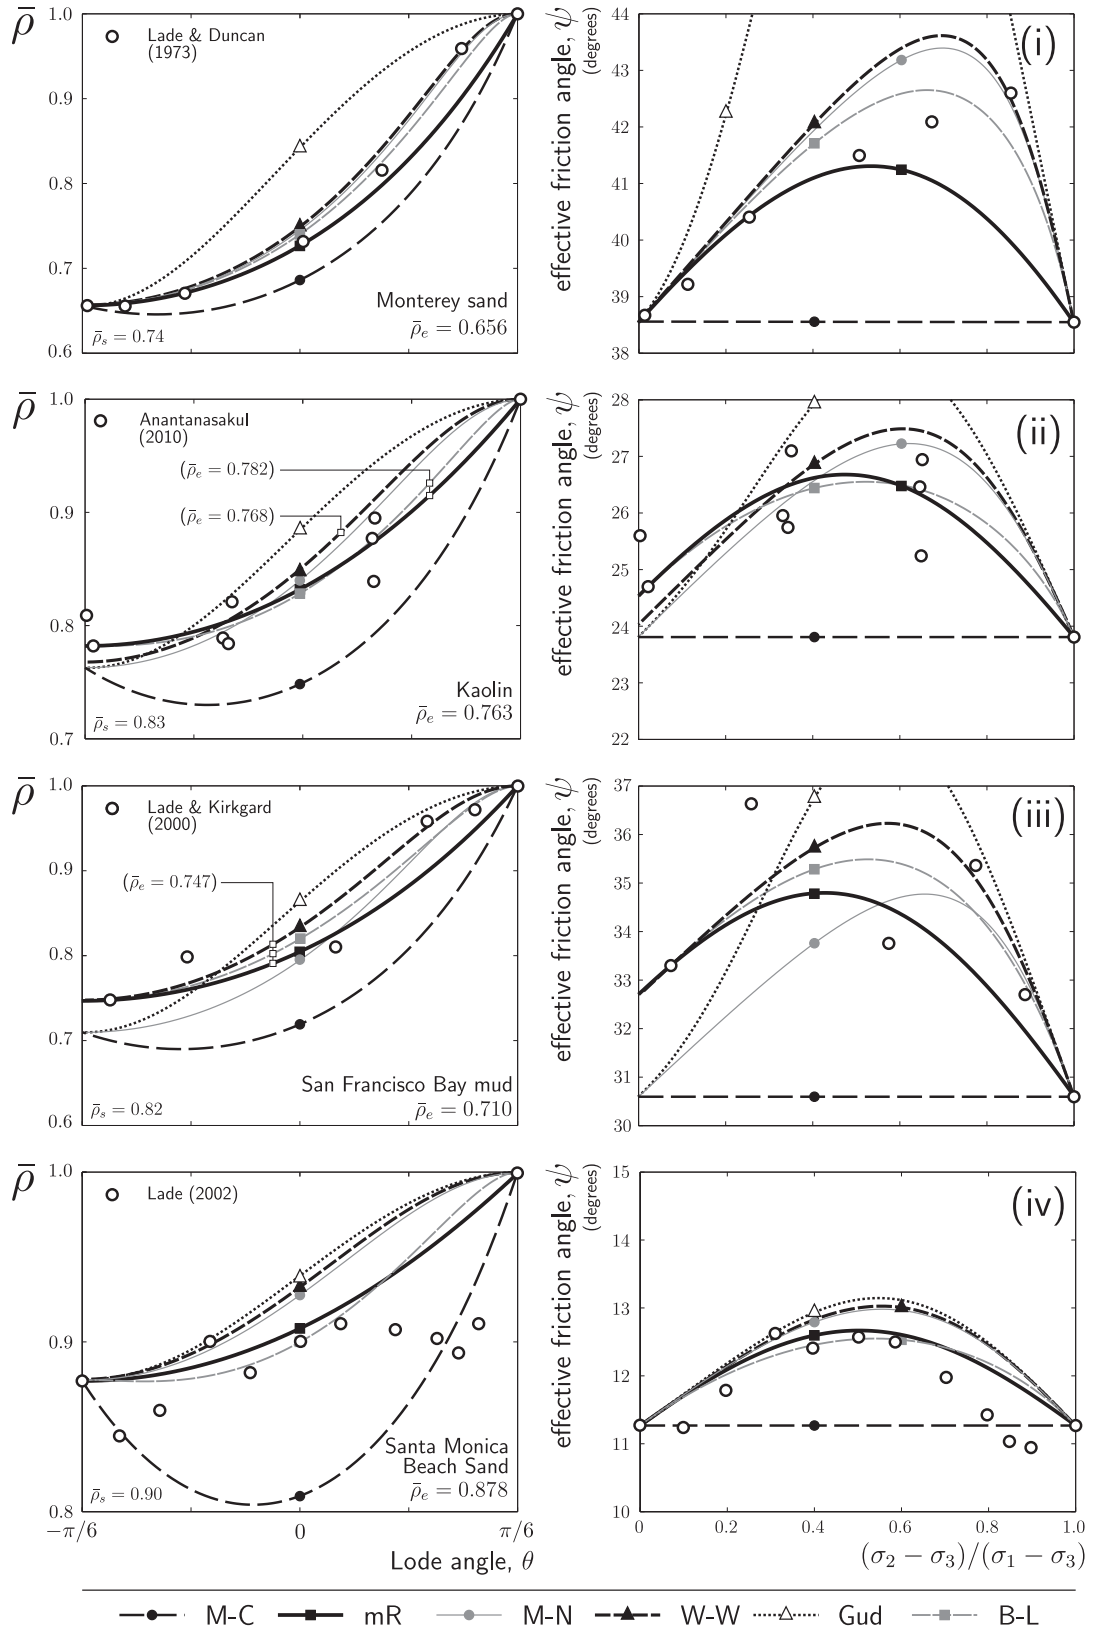 ρ̄
1.0
0.9
0.8
0.7
0.6
Lade & Duncan
(1973)
Monterey sand
ρ̄e = 0.656
ρ̄s = 0.74
effective friction angle, ψ
(degrees)
44
43
42
41
40
39
38
(i)
ρ̄
1.0
0.9
0.8
0.7
Anantanasakul
(2010)
(ρ̄e = 0.782)
(ρ̄e = 0.768)
Kaolin
ρ̄e = 0.763
ρ̄s = 0.83
effective friction angle, ψ
(degrees)
28
27
26
25
24
23
22
(ii)
ρ̄
1.0
0.9
0.8
0.7
0.6
Lade & Kirkgard
(2000)
(ρ̄e = 0.747)
San Francisco Bay mud
ρ̄e = 0.710
ρ̄s = 0.82
effective friction angle, ψ
(degrees)
37
36
35
34
33
32
31
30
(iii)
ρ̄
1.0
0.9
0.8
Lade (2002)
Santa Monica
Beach Sand
ρ̄e = 0.878
ρ̄s = 0.90
−π/6 0 π/6
Lode angle, θ
effective friction angle, ψ
(degrees)
15
14
13
12
11
10
(iv)
0 0.2 0.4 0.6 0.8 1.0
(σ2 − σ3)/(σ1 − σ3)
M-C mR M-N W-W Gud B-L